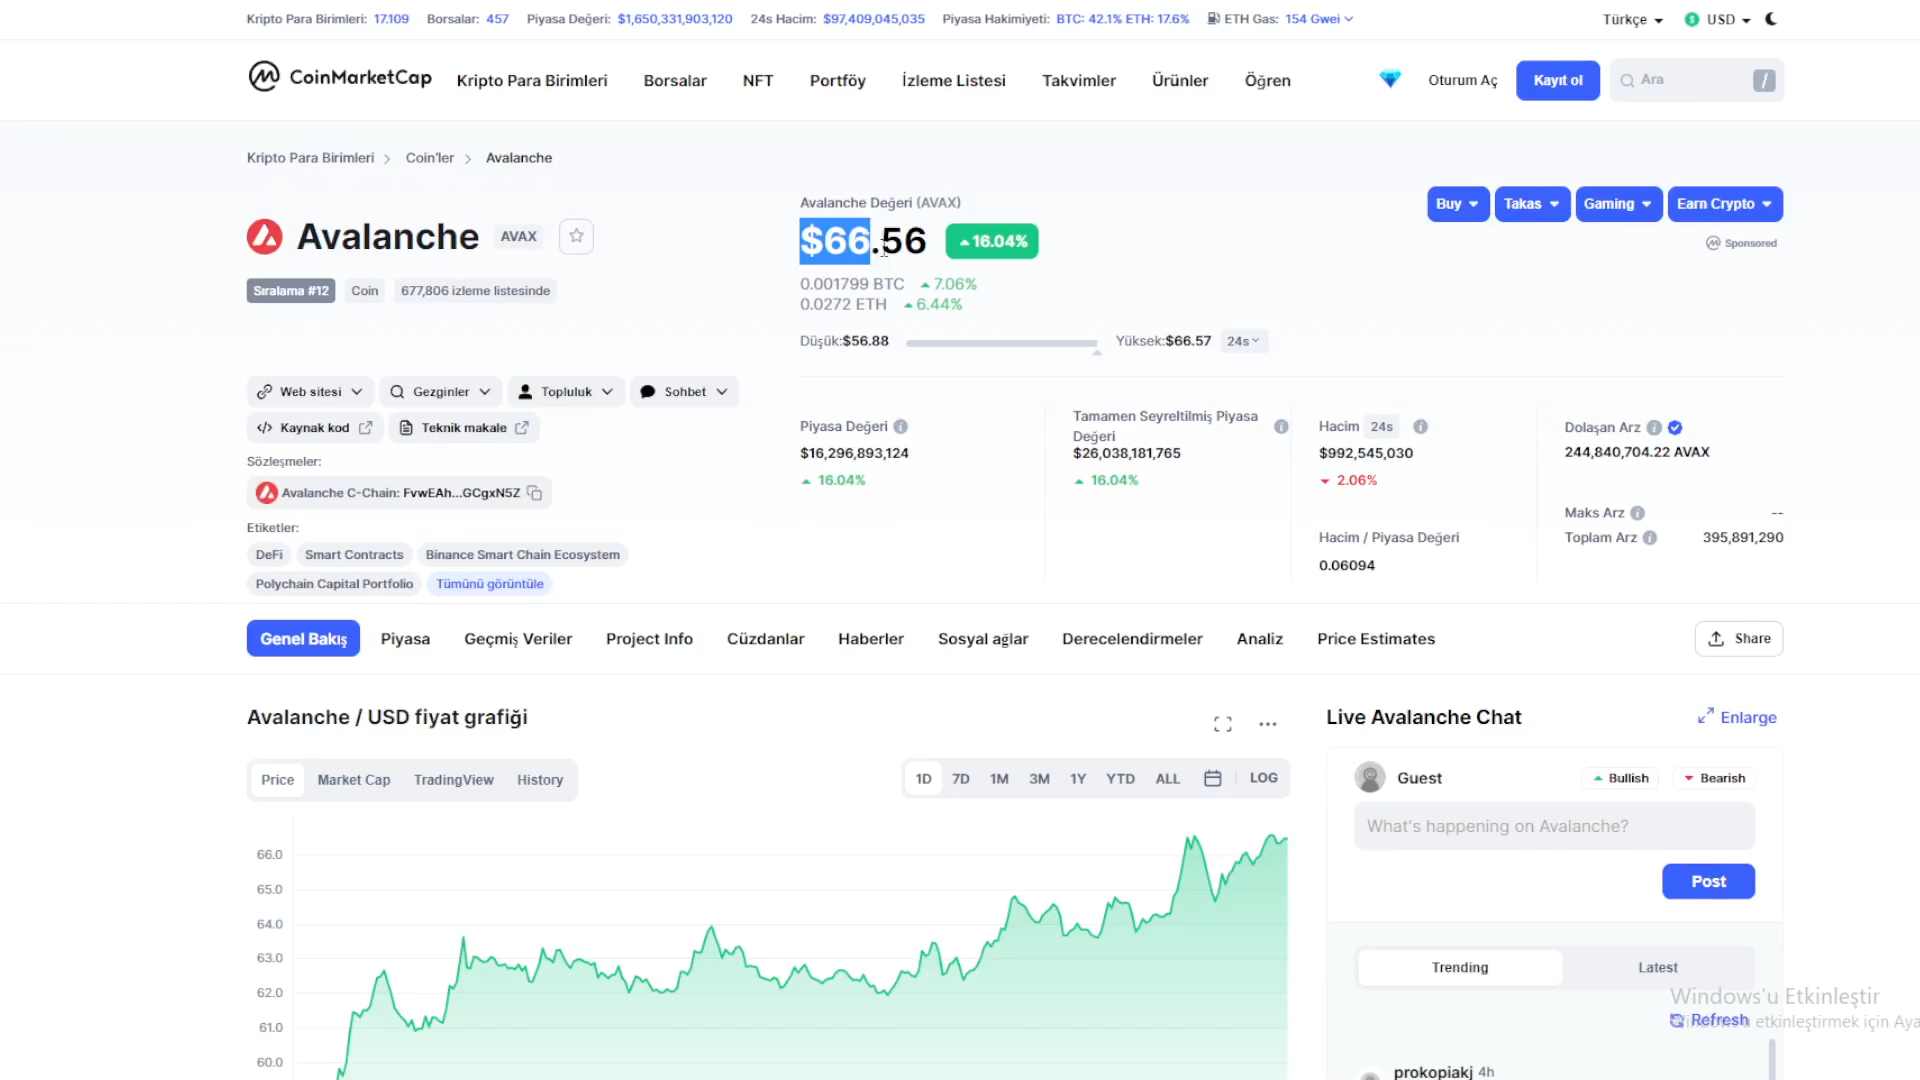 Kripto Para Birimleri: 17.109 Borsalar: 457 Piyasa Değeri: $1,650,331,903,120 24s Hacim: $97,409,045,035 Piyasa Hakimiyeti: BTC: 42.1% ETH: 17.6% ETH Gas: 154 Gwei Türkçe USD
CoinMarketCap Kripto Para Birimleri Borsalar NFT Portföy İzleme Listesi Takvimler Ürünler Öğren Oturum Aç Kayıt ol Ara /
Kripto Para Birimleri > Coin'ler > Avalanche
Avalanche Değeri (AVAX)
Buy Takas Gaming Earn Crypto
Avalanche AVAX
$66.56 16.04%
Sponsored
0.001799 BTC 7.06%
Sıralama #12 Coin 677,806 izleme listesinde
0.0272 ETH 6.44%
Düşük:$56.88 Yüksek:$66.57 24s
Web sitesi Gezginler Topluluk Sohbet
Kaynak kod Teknik makale
Sözleşmeler:
Avalanche C-Chain: FvwEAh...GCgxN5Z
Etiketler:
DeFi Smart Contracts Binance Smart Chain Ecosystem
Polychain Capital Portfolio Tümünü görüntüle
Piyasa Değeri
$16,296,893,124
16.04%
Tamamen Seyreltilmiş Piyasa
Değeri
$26,038,181,765
16.04%
Hacim 24s
$992,545,030
2.06%
Hacim / Piyasa Değeri
0.06094
Dolaşan Arz
244,840,704.22 AVAX
Maks Arz --
Toplam Arz 395,891,290
Genel Bakış Piyasa Geçmiş Veriler Project Info Cüzdanlar Haberler Sosyal ağlar Derecelendirmeler Analiz Price Estimates Share
Avalanche / USD fiyat grafiği
Price Market Cap TradingView History
1D 7D 1M 3M 1Y YTD ALL LOG
66.0
65.0
64.0
63.0
62.0
61.0
60.0
Live Avalanche Chat Enlarge
Guest Bullish Bearish
What's happening on Avalanche?
Post
Trending Latest
Windows'u Etkinleştir
Refresh
etkinleştirmek için Aya
prokopiakj 4h